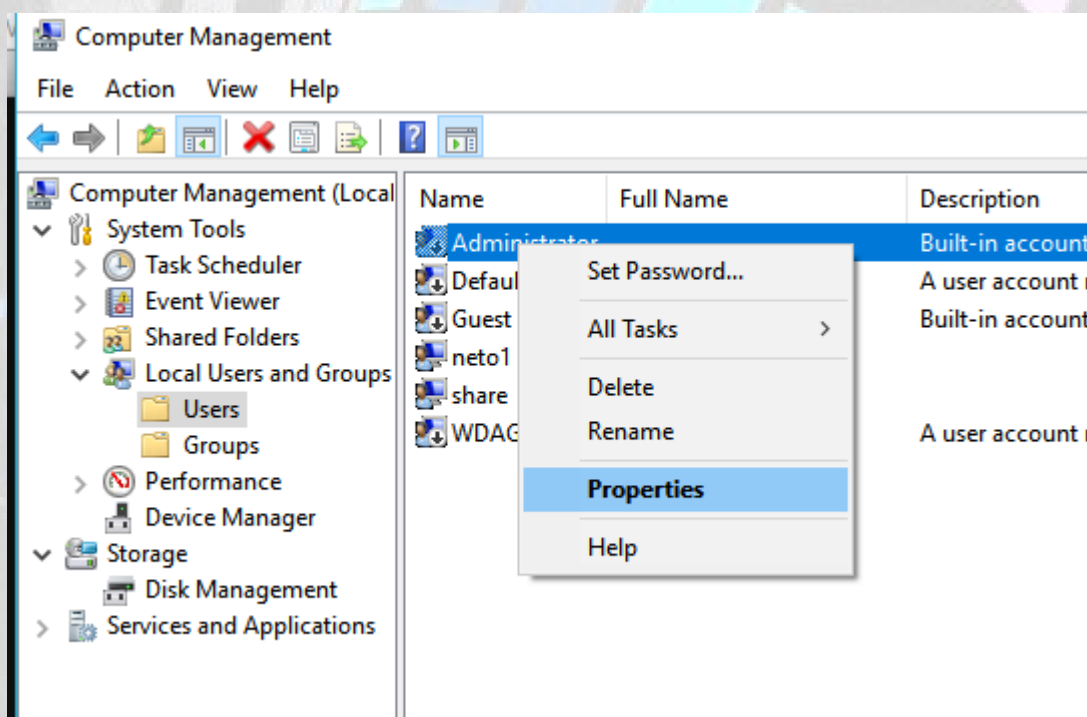 Computer Management
File Action View Help
Computer Management (Local
System Tools
Task Scheduler
Event Viewer
Shared Folders
Local Users and Groups
Users
Groups
Performance
Device Manager
Storage
Disk Management
Services and Applications
Name Full Name Description
Administrator Built-in account
Defaul A user account
Guest Built-in account
neto1
share
WDAG A user account
Set Password...
All Tasks
Delete
Rename
Properties
Help